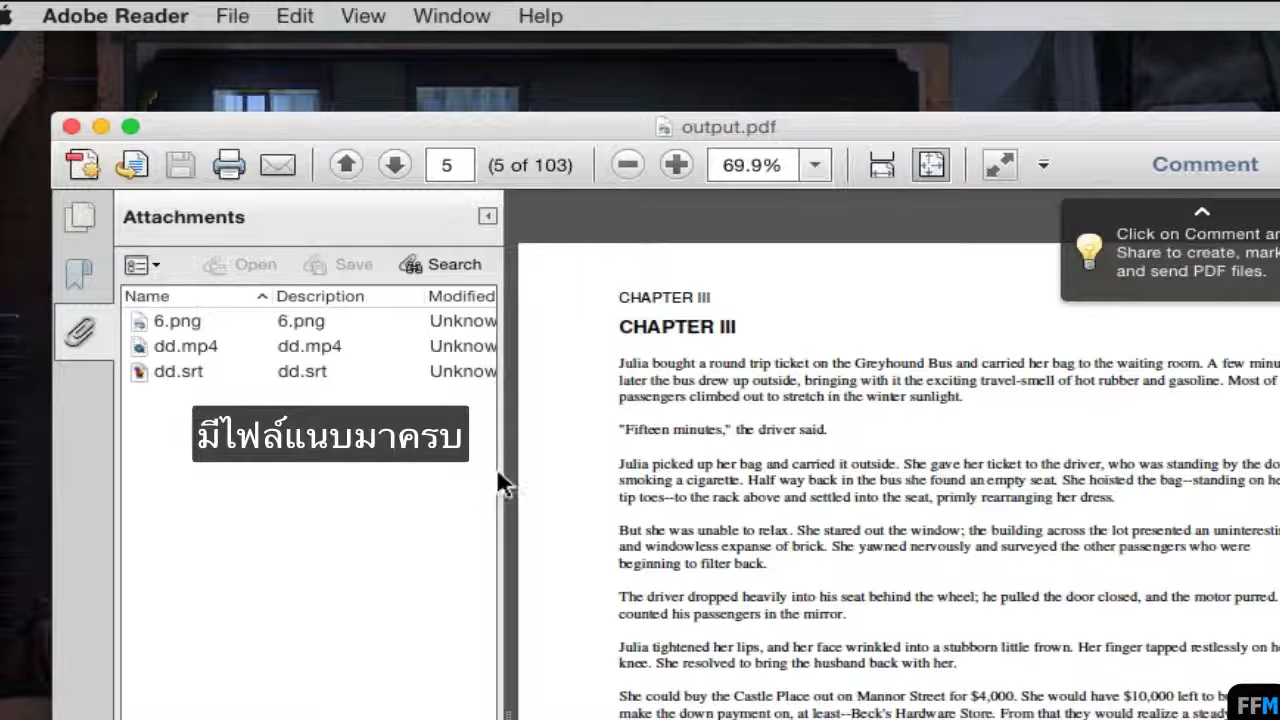 Adobe Reader File Edit View Window Help
output.pdf
5 (5 of 103) 69.9% Comment
Attachments
Click on Comment an
Share to create, mark
and send PDF files.
Open Save Search
Name Description Modified
6.png 6.png Unknow
dd.mp4 dd.mp4 Unknow
dd.srt dd.srt Unknow
มีไฟล์แนบมาครบ
CHAPTER III
CHAPTER III
Julia bought a round trip ticket on the Greyhound Bus and carried her bag to the waiting room. A few minu
later the bus drew up outside, bringing with it the exciting travel-smell of hot rubber and gasoline. Most of
passengers climbed out to stretch in the winter sunlight.
"Fifteen minutes," the driver said.
Julia picked up her bag and carried it outside. She gave her ticket to the driver, who was standing by the do
smoking a cigarette. Half way back in the bus she found an empty seat. She hoisted the bag--standing on he
tip toes--to the rack above and settled into the seat, primly rearranging her dress.
But she was unable to relax. She stared out the window; the building across the lot presented an uninteresti
and windowless expanse of brick. She yawned nervously and surveyed the other passengers who were
beginning to filter back.
The driver dropped heavily into his seat behind the wheel; he pulled the door closed, and the motor purred.
counted his passengers in the mirror.
Julia tightened her lips, and her face wrinkled into a stubborn little frown. Her finger tapped restlessly on he
knee. She resolved to bring the husband back with her.
She could buy the Castle Place out on Mannor Street for $4,000. She would have $10,000 left to b
make the down payment on, at least--Beck's Hardware Store. From that they would realize a steady
FFM